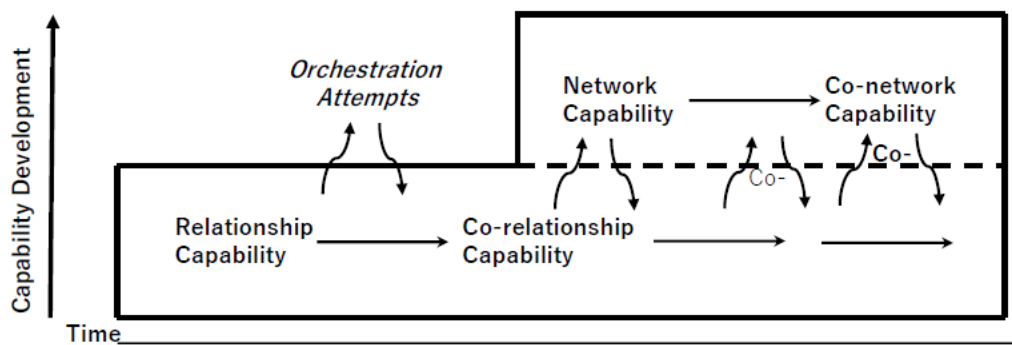 Capability Development
Orchestration
Attempts
Network
Capability
Co-network
Capability
Co-
Co-
Relationship
Capability
Co-relationship
Capability
Time